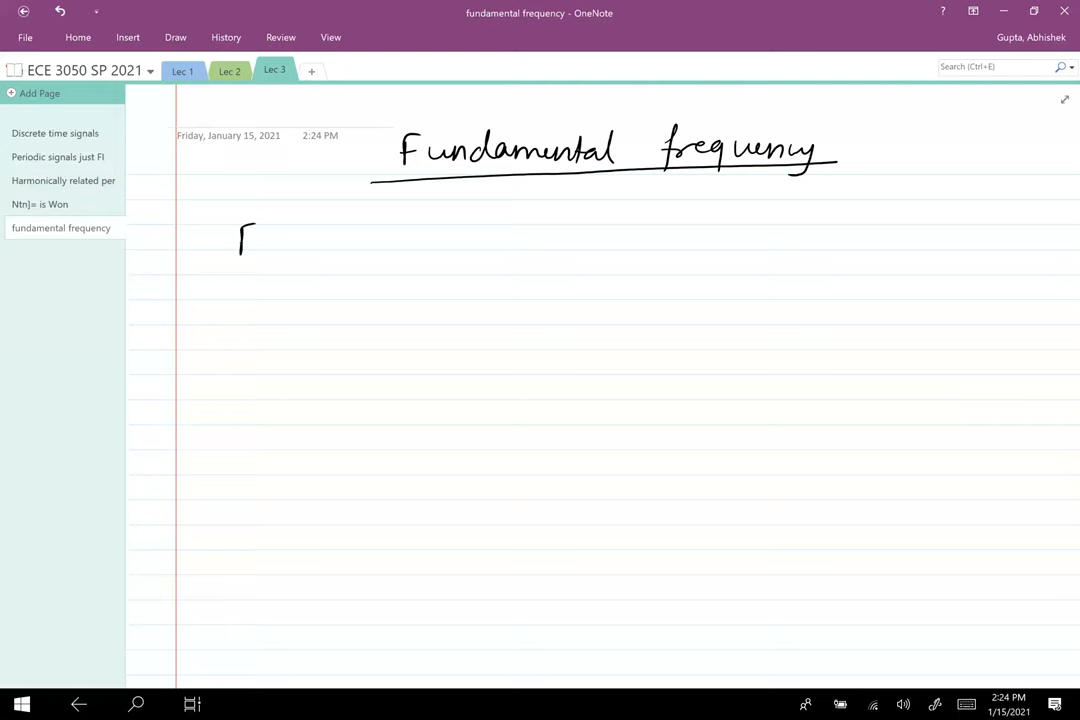 fundamental frequency - OneNote
?
Gupta, Abhishek
File Home Insert Draw History Review View
ECE 3050 SP 2021
Lec 1
Lec 2
Lec 3
+
Search (Ctrl+E)
Add Page
Discrete time signals
Periodic signals just FI
Harmonically related per
Ntn]= is Won
fundamental frequency
Friday, January 15, 2021 2:24 PM
Fundamental frequency
2:24 PM
1/15/2021